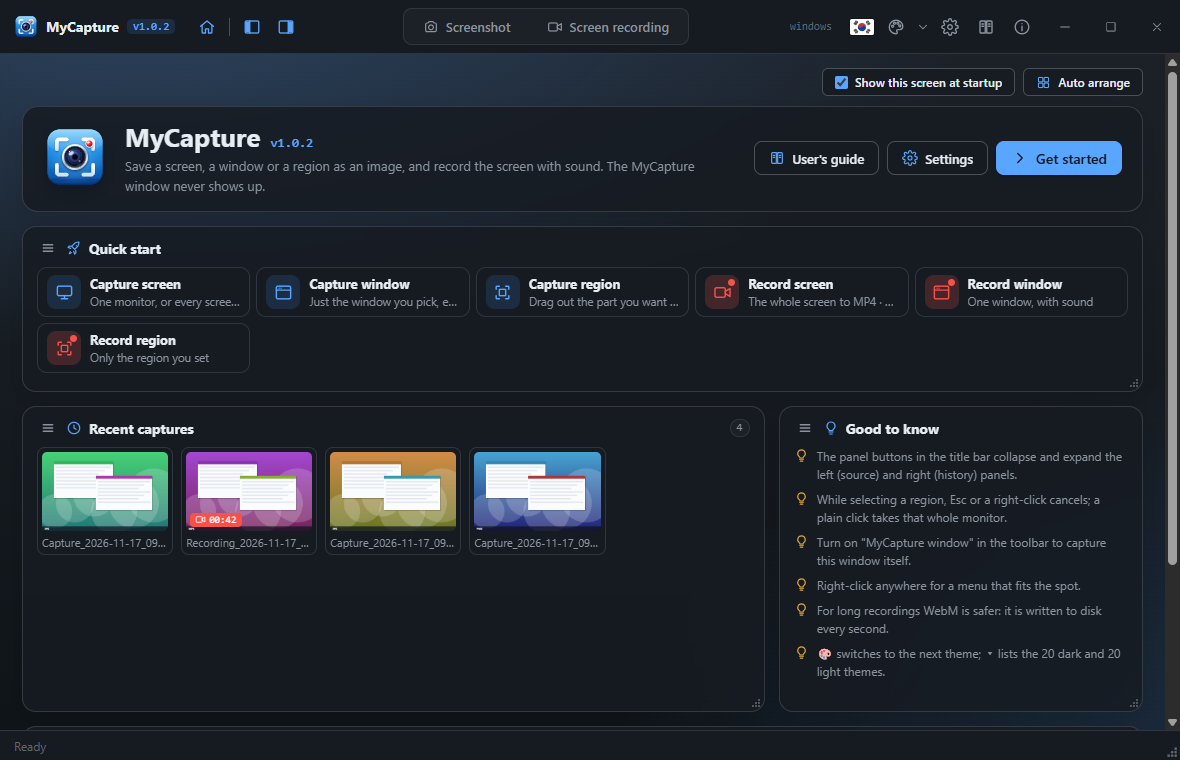 MyCapture v1.0.2
Screenshot
Screen recording
windows
Show this screen at startup
Auto arrange
MyCapture v1.0.2
Save a screen, a window or a region as an image, and record the screen with sound. The MyCapture
window never shows up.
User's guide
Settings
Get started
Quick start
Capture screen
One monitor, or every scree...
Capture window
Just the window you pick, e...
Capture region
Drag out the part you want ...
Record screen
The whole screen to MP4 · ...
Record window
One window, with sound
Record region
Only the region you set
Recent captures
4
00:42
Capture_2026-11-17_09...
Recording_2026-11-17_...
Capture_2026-11-17_09...
Capture_2026-11-17_09...
Good to know
The panel buttons in the title bar collapse and expand the
left (source) and right (history) panels.
While selecting a region, Esc or a right-click cancels; a
plain click takes that whole monitor.
Turn on "MyCapture window" in the toolbar to capture
this window itself.
Right-click anywhere for a menu that fits the spot.
For long recordings WebM is safer: it is written to disk
every second.
🎨 switches to the next theme; ▾ lists the 20 dark and 20
light themes.
Ready